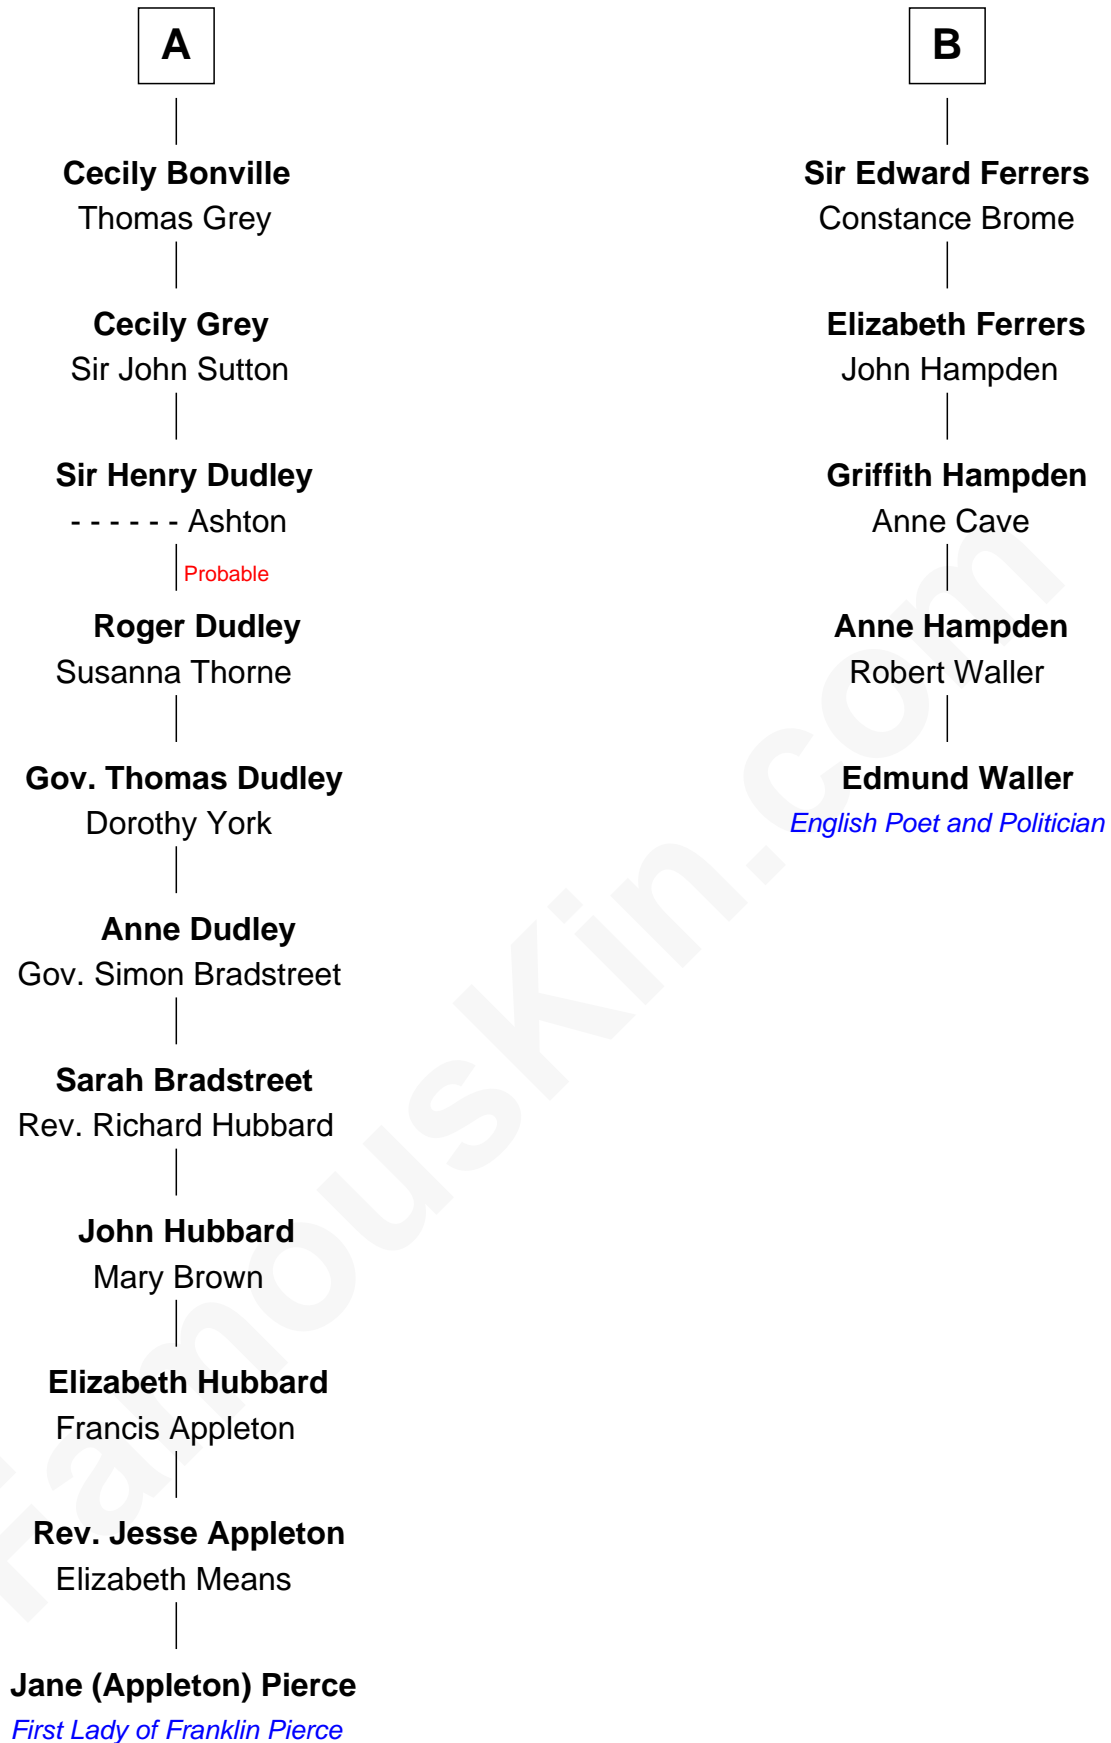 A
Cecily Bonville
Thomas Grey
Cecily Grey
Sir John Sutton
Sir Henry Dudley
- - - - - - Ashton
Probable
Roger Dudley
Susanna Thorne
Gov. Thomas Dudley
Dorothy York
Anne Dudley
Gov. Simon Bradstreet
Sarah Bradstreet
Rev. Richard Hubbard
John Hubbard
Mary Brown
Elizabeth Hubbard
Francis Appleton
Rev. Jesse Appleton
Elizabeth Means
Jane (Appleton) Pierce
First Lady of Franklin Pierce
B
Sir Edward Ferrers
Constance Brome
Elizabeth Ferrers
John Hampden
Griffith Hampden
Anne Cave
Anne Hampden
Robert Waller
Edmund Waller
English Poet and Politician
FamousKin.com